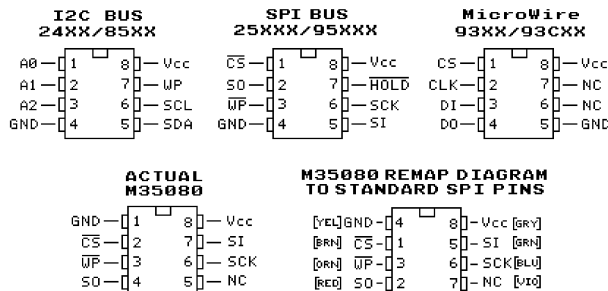 I2C BUS
24XX/85XX
SPI BUS
25XXX/95XXX
MicroWire
93XX/93CXX
A0 1 8 Vcc
A1 2 7 WP
A2 3 6 SCL
GND 4 5 SDA
CS 1 8 Vcc
SO 2 7 HOLD
WP 3 6 SCK
GND 4 5 SI
CS 1 8 Vcc
CLK 2 7 NC
DI 3 6 NC
DO 4 5 GND
ACTUAL
M35080
M35080 REMAP DIAGRAM
TO STANDARD SPI PINS
GND 1 8 Vcc
CS 2 7 SI
WP 3 6 SCK
SO 4 5 NC
[YEL] GND 4 8 Vcc [GRY]
[BRN] CS 1 5 SI [GRN]
[ORN] WP 3 6 SCK [BLU]
[RED] SO 2 7 NC [VIO]